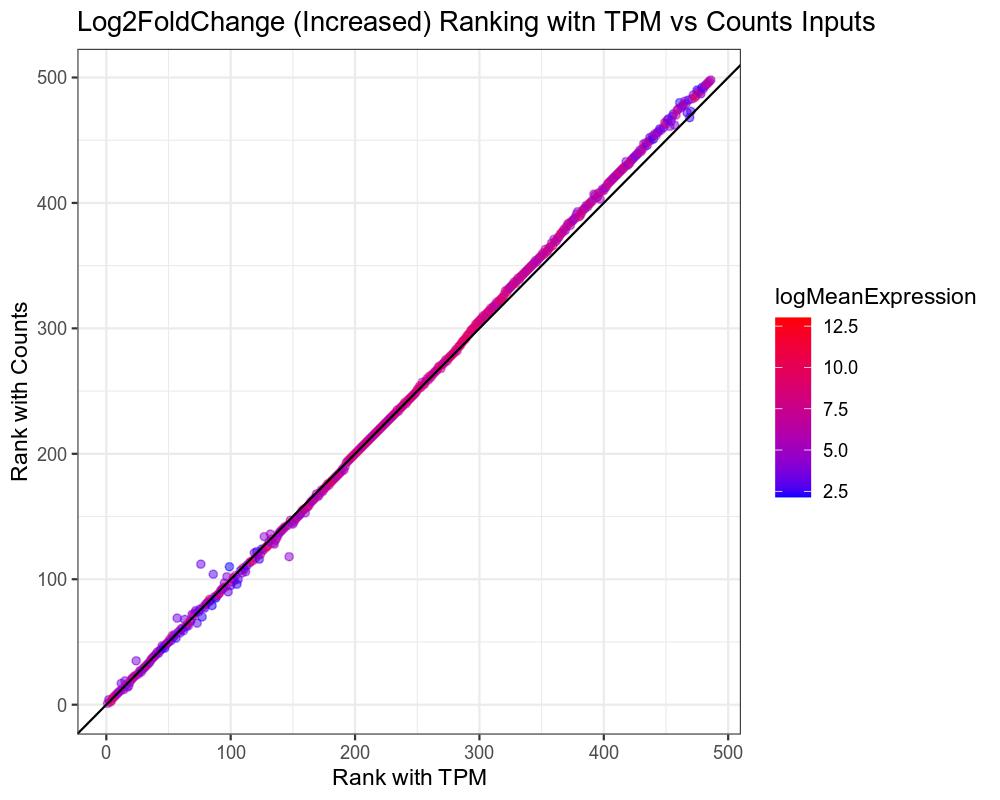 Log2FoldChange (Increased) Ranking witn TPM vs Counts Inputs
Rank with Counts
500
400
300
200
100
0
0 100 200 300 400 500
Rank with TPM
logMeanExpression
12.5
10.0
7.5
5.0
2.5